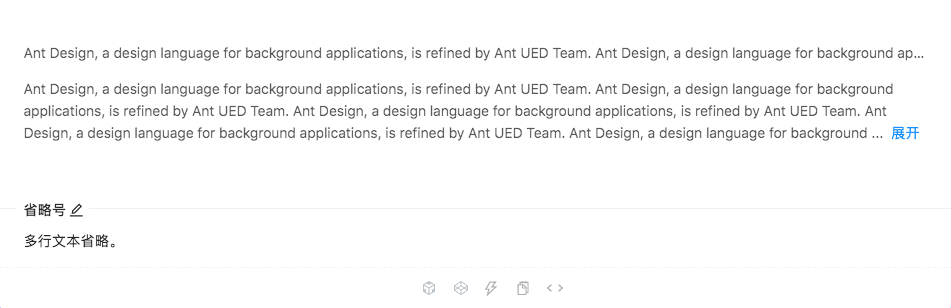 Ant Design, a design language for background applications, is refined by Ant UED Team. Ant Design, a design language for background ap...
Ant Design, a design language for background applications, is refined by Ant UED Team. Ant Design, a design language for background
applications, is refined by Ant UED Team. Ant Design, a design language for background applications, is refined by Ant UED Team. Ant
Design, a design language for background applications, is refined by Ant UED Team. Ant Design, a design language for background ... 展开
省略号
多行文本省略。